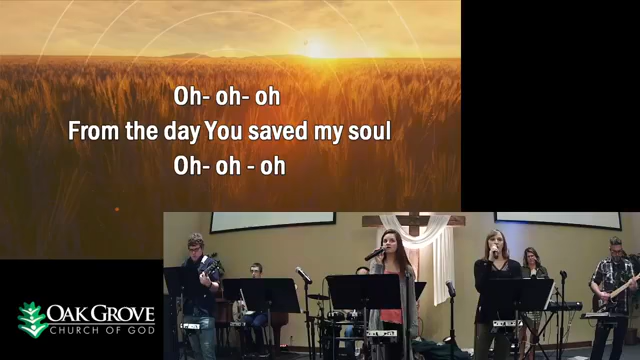 Oh- oh- oh
From the day You saved my soul
Oh- oh - oh
OAK GROVE
CHURCH OF GOD